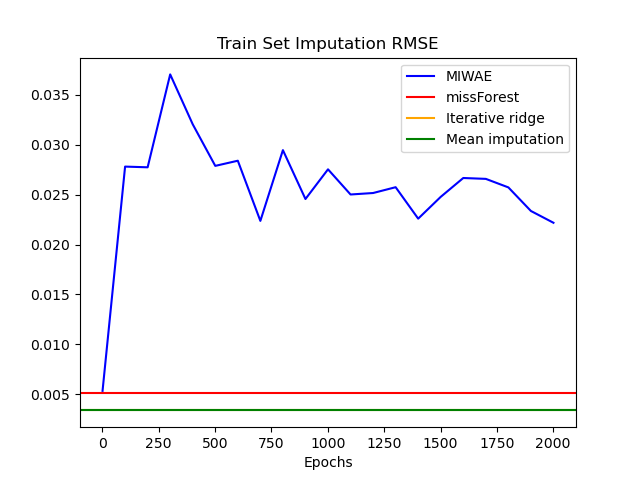 Train Set Imputation RMSE
MIWAE
missForest
Iterative ridge
Mean imputation
0.035
0.030
0.025
0.020
0.015
0.010
0.005
0 250 500 750 1000 1250 1500 1750 2000
Epochs